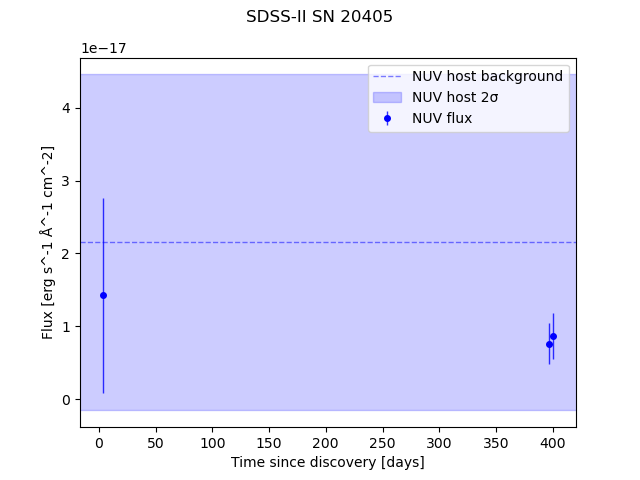 SDSS-II SN 20405
1e−17
NUV host background
NUV host 2σ
NUV flux
4
3
2
1
0
Flux [erg s^-1 Å^-1 cm^-2]
0 50 100 150 200 250 300 350 400
Time since discovery [days]